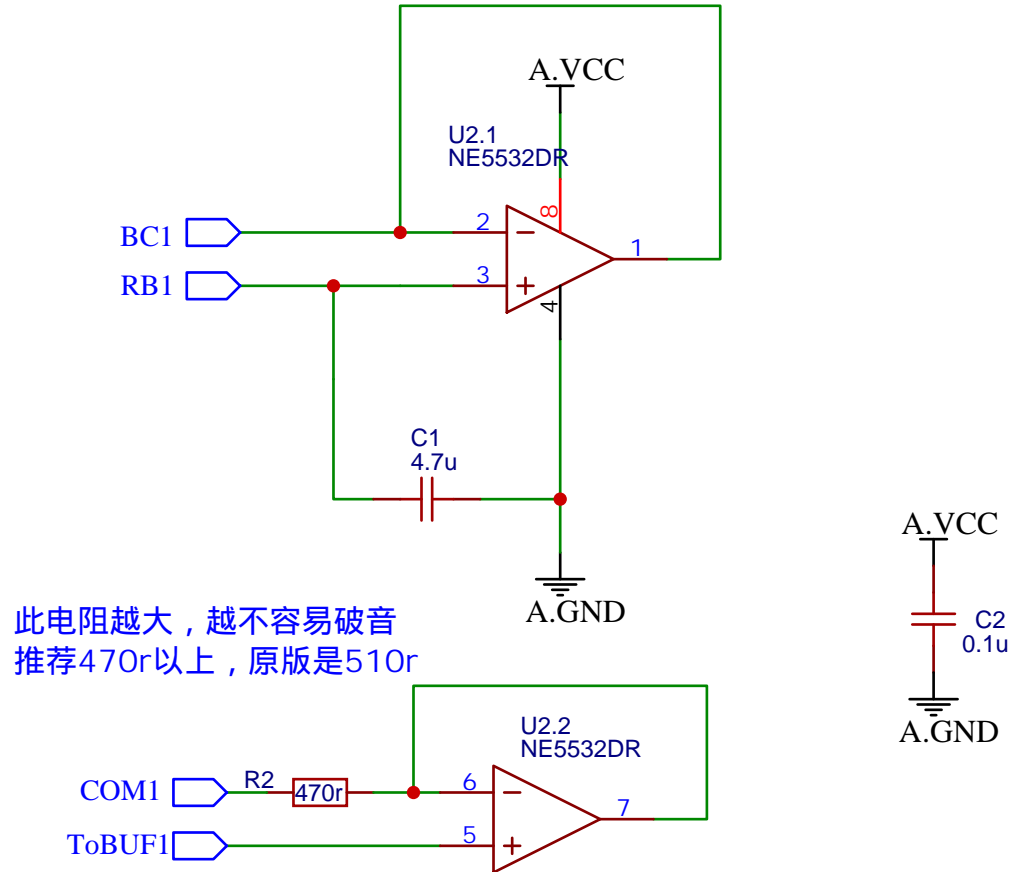 A.VCC
U2.1
NE5532DR
8
BC1
2
1
RB1
3
4
C1
4.7u
A.GND
A.VCC
C2
0.1u
A.GND
此电阻越大，越不容易破音
推荐470r以上，原版是510r
U2.2
NE5532DR
COM1
R2
470r
6
7
ToBUF1
5